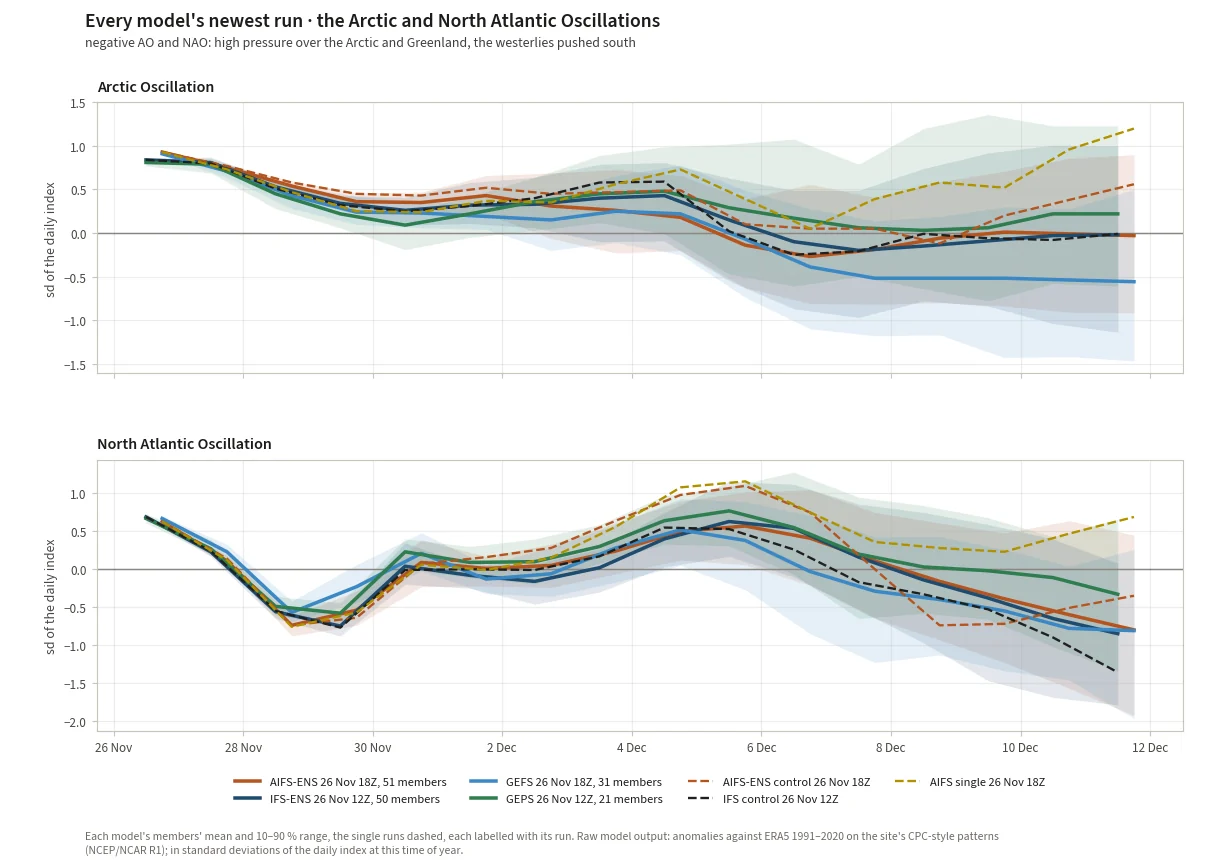 Every model's newest run · the Arctic and North Atlantic Oscillations
negative AO and NAO: high pressure over the Arctic and Greenland, the westerlies pushed south
Arctic Oscillation
1.5
1.0
0.5
0.0
−0.5
−1.0
−1.5
sd of the daily index
North Atlantic Oscillation
1.0
0.5
0.0
−0.5
−1.0
−1.5
−2.0
sd of the daily index
26 Nov 28 Nov 30 Nov 2 Dec 4 Dec 6 Dec 8 Dec 10 Dec 12 Dec
AIFS-ENS 26 Nov 18Z, 51 members GEFS 26 Nov 18Z, 31 members AIFS-ENS control 26 Nov 18Z AIFS single 26 Nov 18Z
IFS-ENS 26 Nov 12Z, 50 members GEPS 26 Nov 12Z, 21 members IFS control 26 Nov 12Z
Each model's members' mean and 10–90 % range, the single runs dashed, each labelled with its run. Raw model output: anomalies against ERA5 1991–2020 on the site's CPC-style patterns
(NCEP/NCAR R1); in standard deviations of the daily index at this time of year.